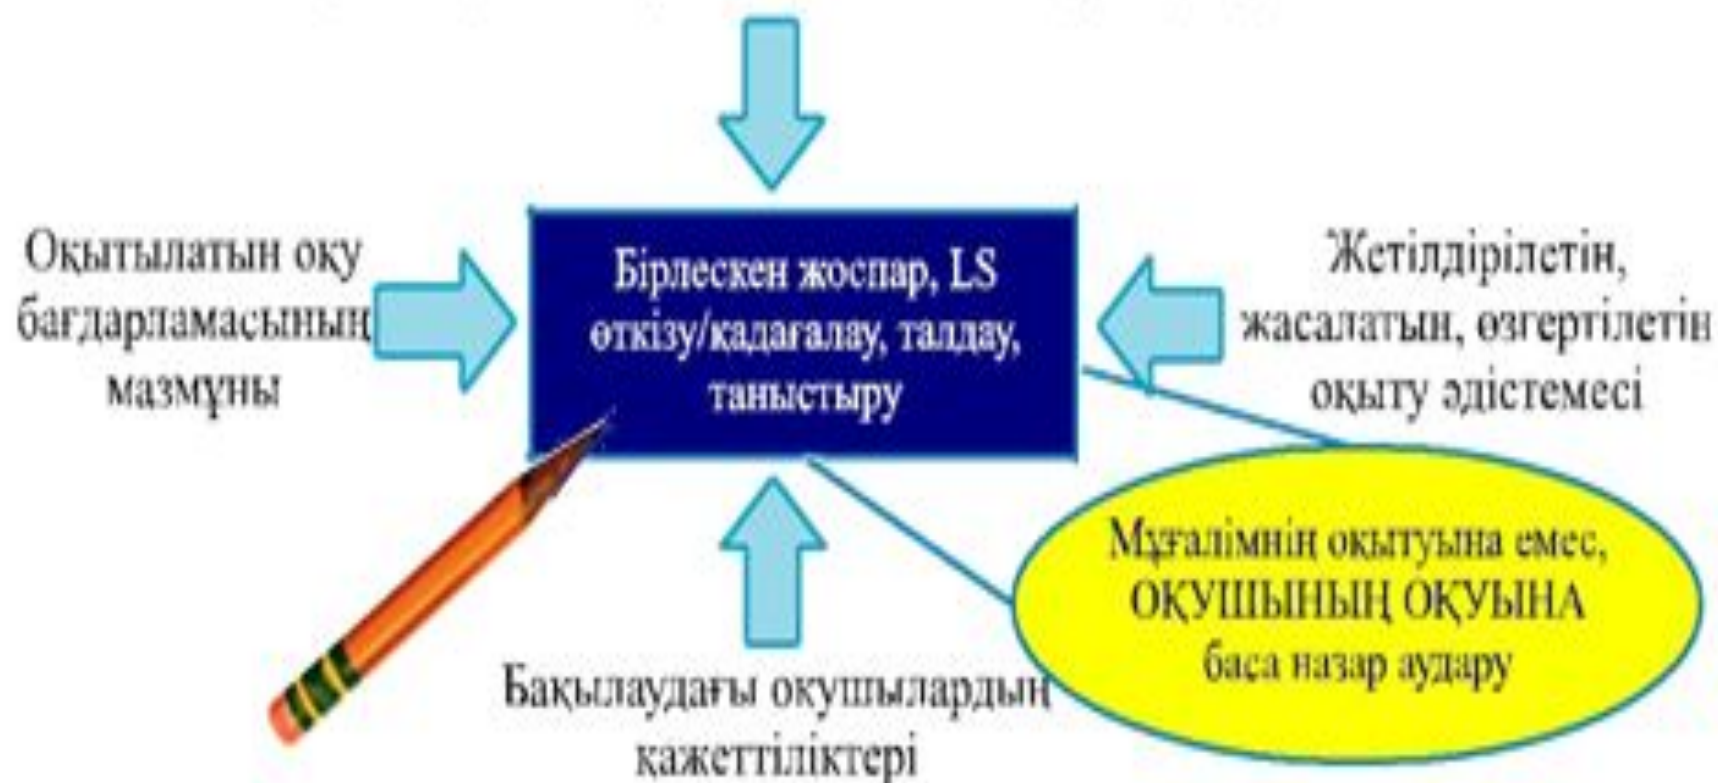 Оқытылатын оқу
бағдарламасының
мазмұны
Бірлескен жоспар, LS
өткізу/қадағалау, талдау,
таныстыру
Жетілдірілетін,
жасалатын, өзгертілетін
оқыту әдістемесі
Мұғалімнің оқытуына емес,
ОҚУШЫНЫҢ ОҚУЫНА
баса назар аудару
Бақылаудағы оқушылардың
қажеттіліктері